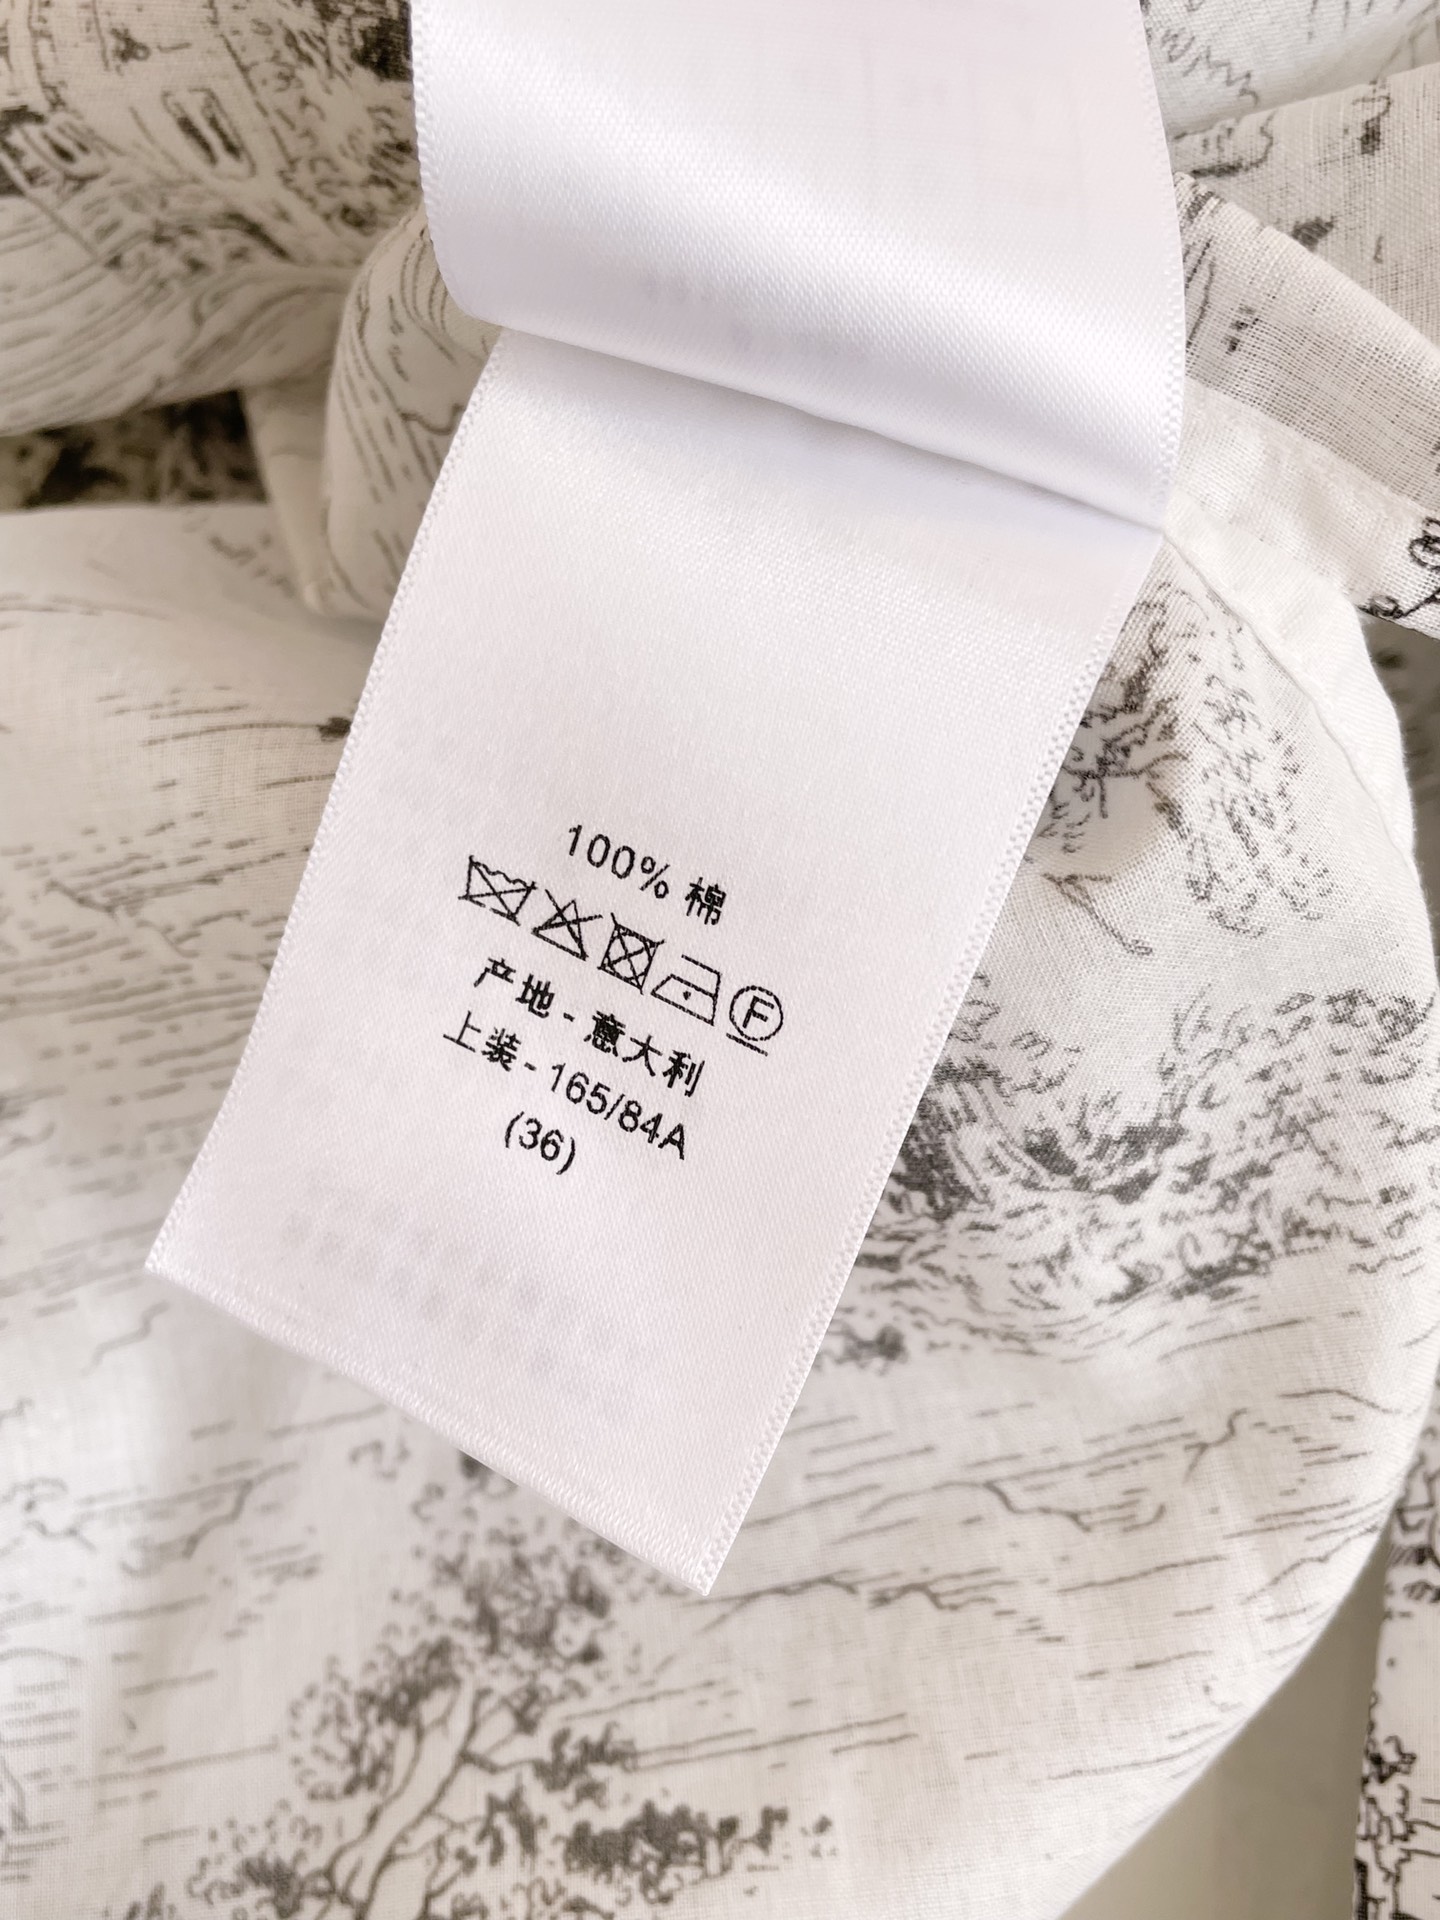 100% 棉
F
产地 - 意大利
上装 - 165/84A
(36)